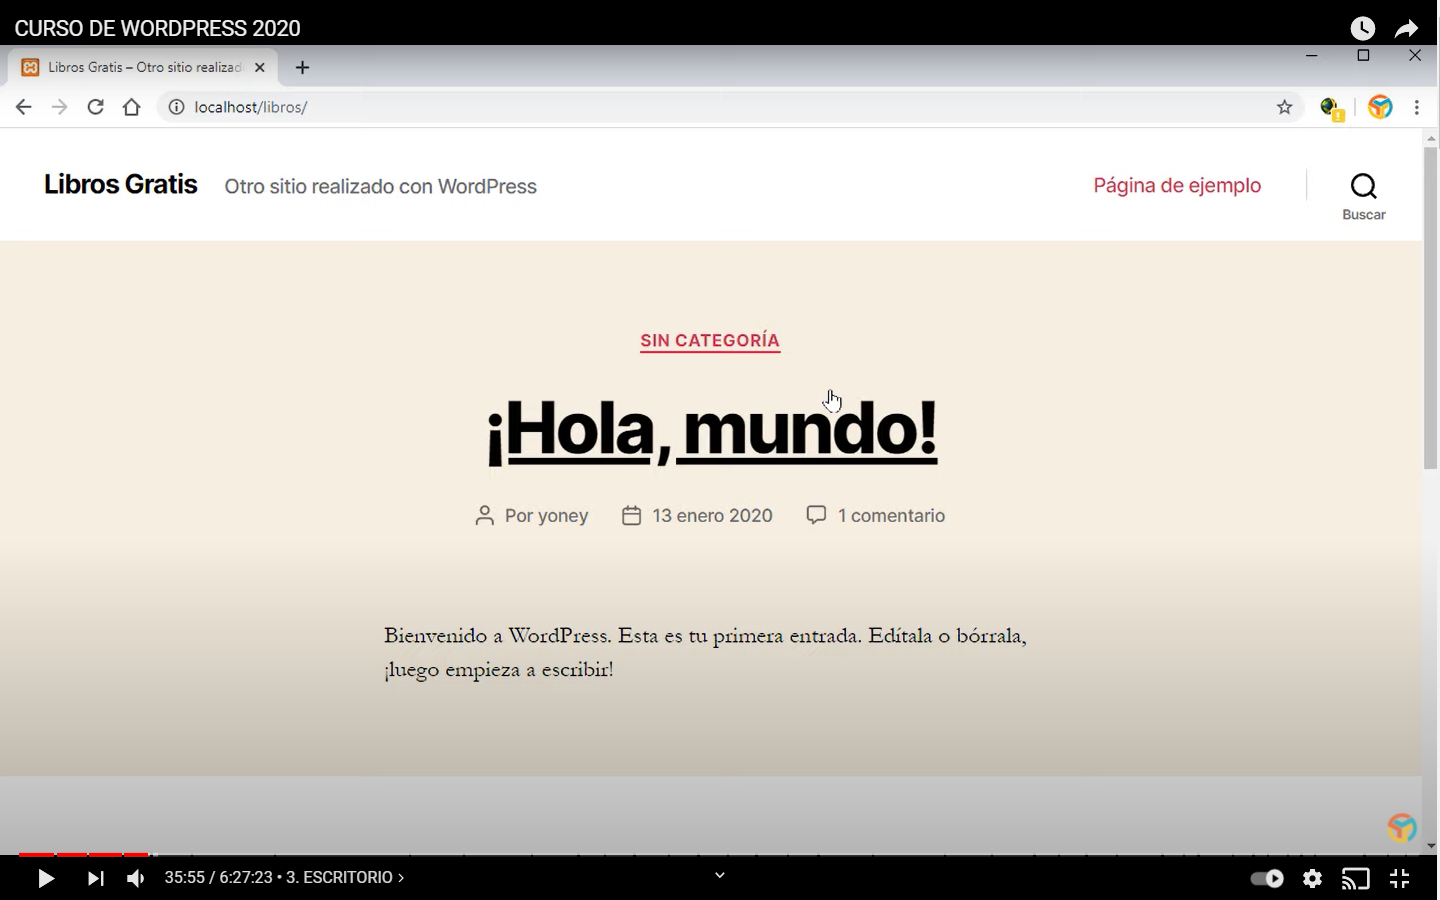 CURSO DE WORDPRESS 2020
Libros Gratis – Otro sitio realizad
localhost/libros/
Libros Gratis Otro sitio realizado con WordPress Página de ejemplo
Buscar
SIN CATEGORÍA
¡Hola, mundo!
Por yoney 13 enero 2020 1 comentario
Bienvenido a WordPress. Esta es tu primera entrada. Edítala o bórrala,
¡luego empieza a escribir!
35:55 / 6:27:23 • 3. ESCRITORIO >